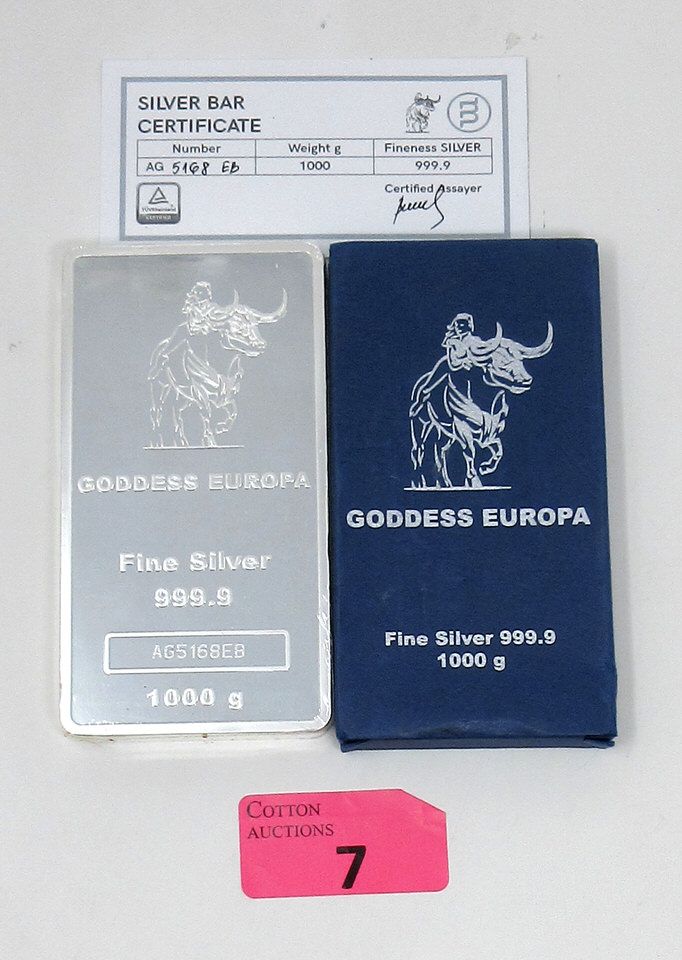 SILVER BAR
CERTIFICATE
Number Weight g Fineness SILVER
AG 5168 EB 1000 999.9
Certified Assayer
GODDESS EUROPA
Fine Silver
999.9
AG5168EB
1000 g
GODDESS EUROPA
Fine Silver 999.9
1000 g
COTTON
AUCTIONS
7